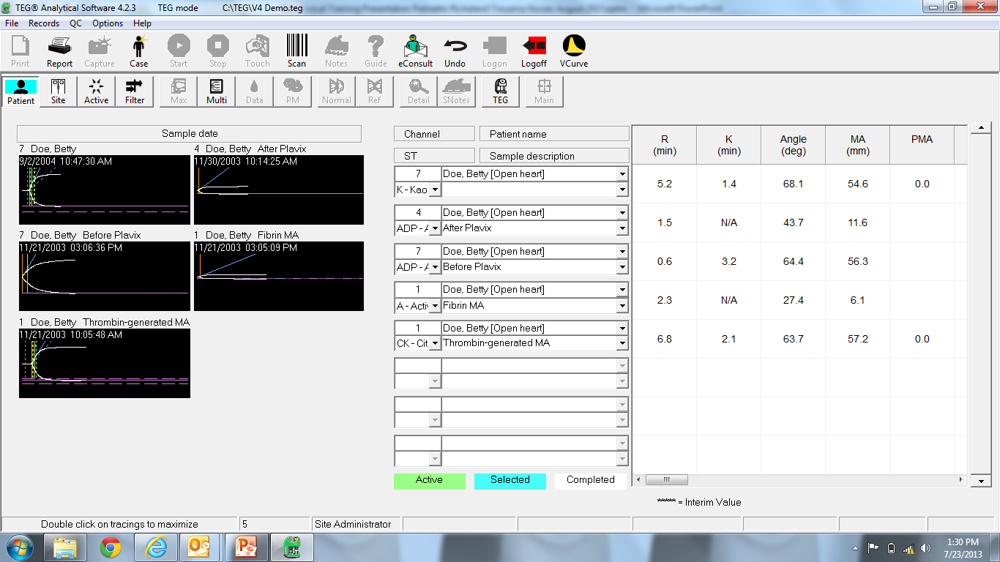 TEG® Analytical Software 4.2.3 TEG mode C:\TEG\V4 Demo.teg
File Records QC Options Help
Print Report Capture Case Start Stop Touch Scan Notes Guide eConsult Undo Logon Logoff VCurve
Patient Site Active Filter Max Multi Data PM Normal Ref Detail SNotes TEG Main
Sample date
7 Doe, Betty
9/2/2004 10:47:30 AM
4 Doe, Betty After Plavix
11/30/2003 10:14:25 AM
7 Doe, Betty Before Plavix
11/21/2003 03:06:36 PM
1 Doe, Betty Fibrin MA
11/21/2003 03:05:09 PM
1 Doe, Betty Thrombin-generated MA
11/21/2003 10:05:48 AM
Channel Patient name
ST Sample description
7 Doe, Betty [Open heart]
K - Kao
4 Doe, Betty [Open heart]
ADP - A After Plavix
7 Doe, Betty [Open heart]
ADP - A Before Plavix
1 Doe, Betty [Open heart]
A - Activ Fibrin MA
1 Doe, Betty [Open heart]
CK - Cit Thrombin-generated MA
Active Selected Completed
R K Angle MA PMA
(min) (min) (deg) (mm)
5.2 1.4 68.1 54.6 0.0
1.5 N/A 43.7 11.6
0.6 3.2 64.4 56.3
2.3 N/A 27.4 6.1
6.8 2.1 63.7 57.2 0.0
****** = Interim Value
Double click on tracings to maximize 5 Site Administrator
1:30 PM
7/23/2013